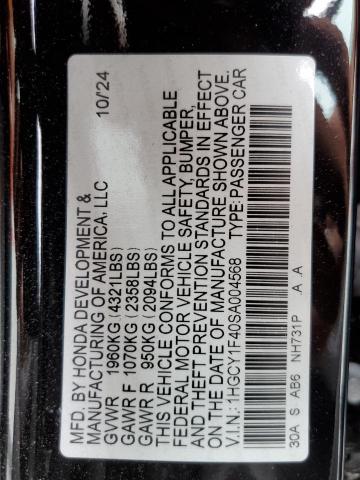 MFD. BY HONDA DEVELOPMENT &
MANUFACTURING OF AMERICA, LLC 10/'24
GVWR 1960KG (4321LBS)
GAWR F 1070KG (2358LBS)
GAWR R 950KG (2094LBS)
THIS VEHICLE CONFORMS TO ALL APPLICABLE
FEDERAL MOTOR VEHICLE SAFETY, BUMPER,
AND THEFT PREVENTION STANDARDS IN EFFECT
ON THE DATE OF MANUFACTURE SHOWN ABOVE.
V.I.N.: 1HGCY1F40SA004568 TYPE: PASSENGER CAR
30A S AB6 NH731P A A